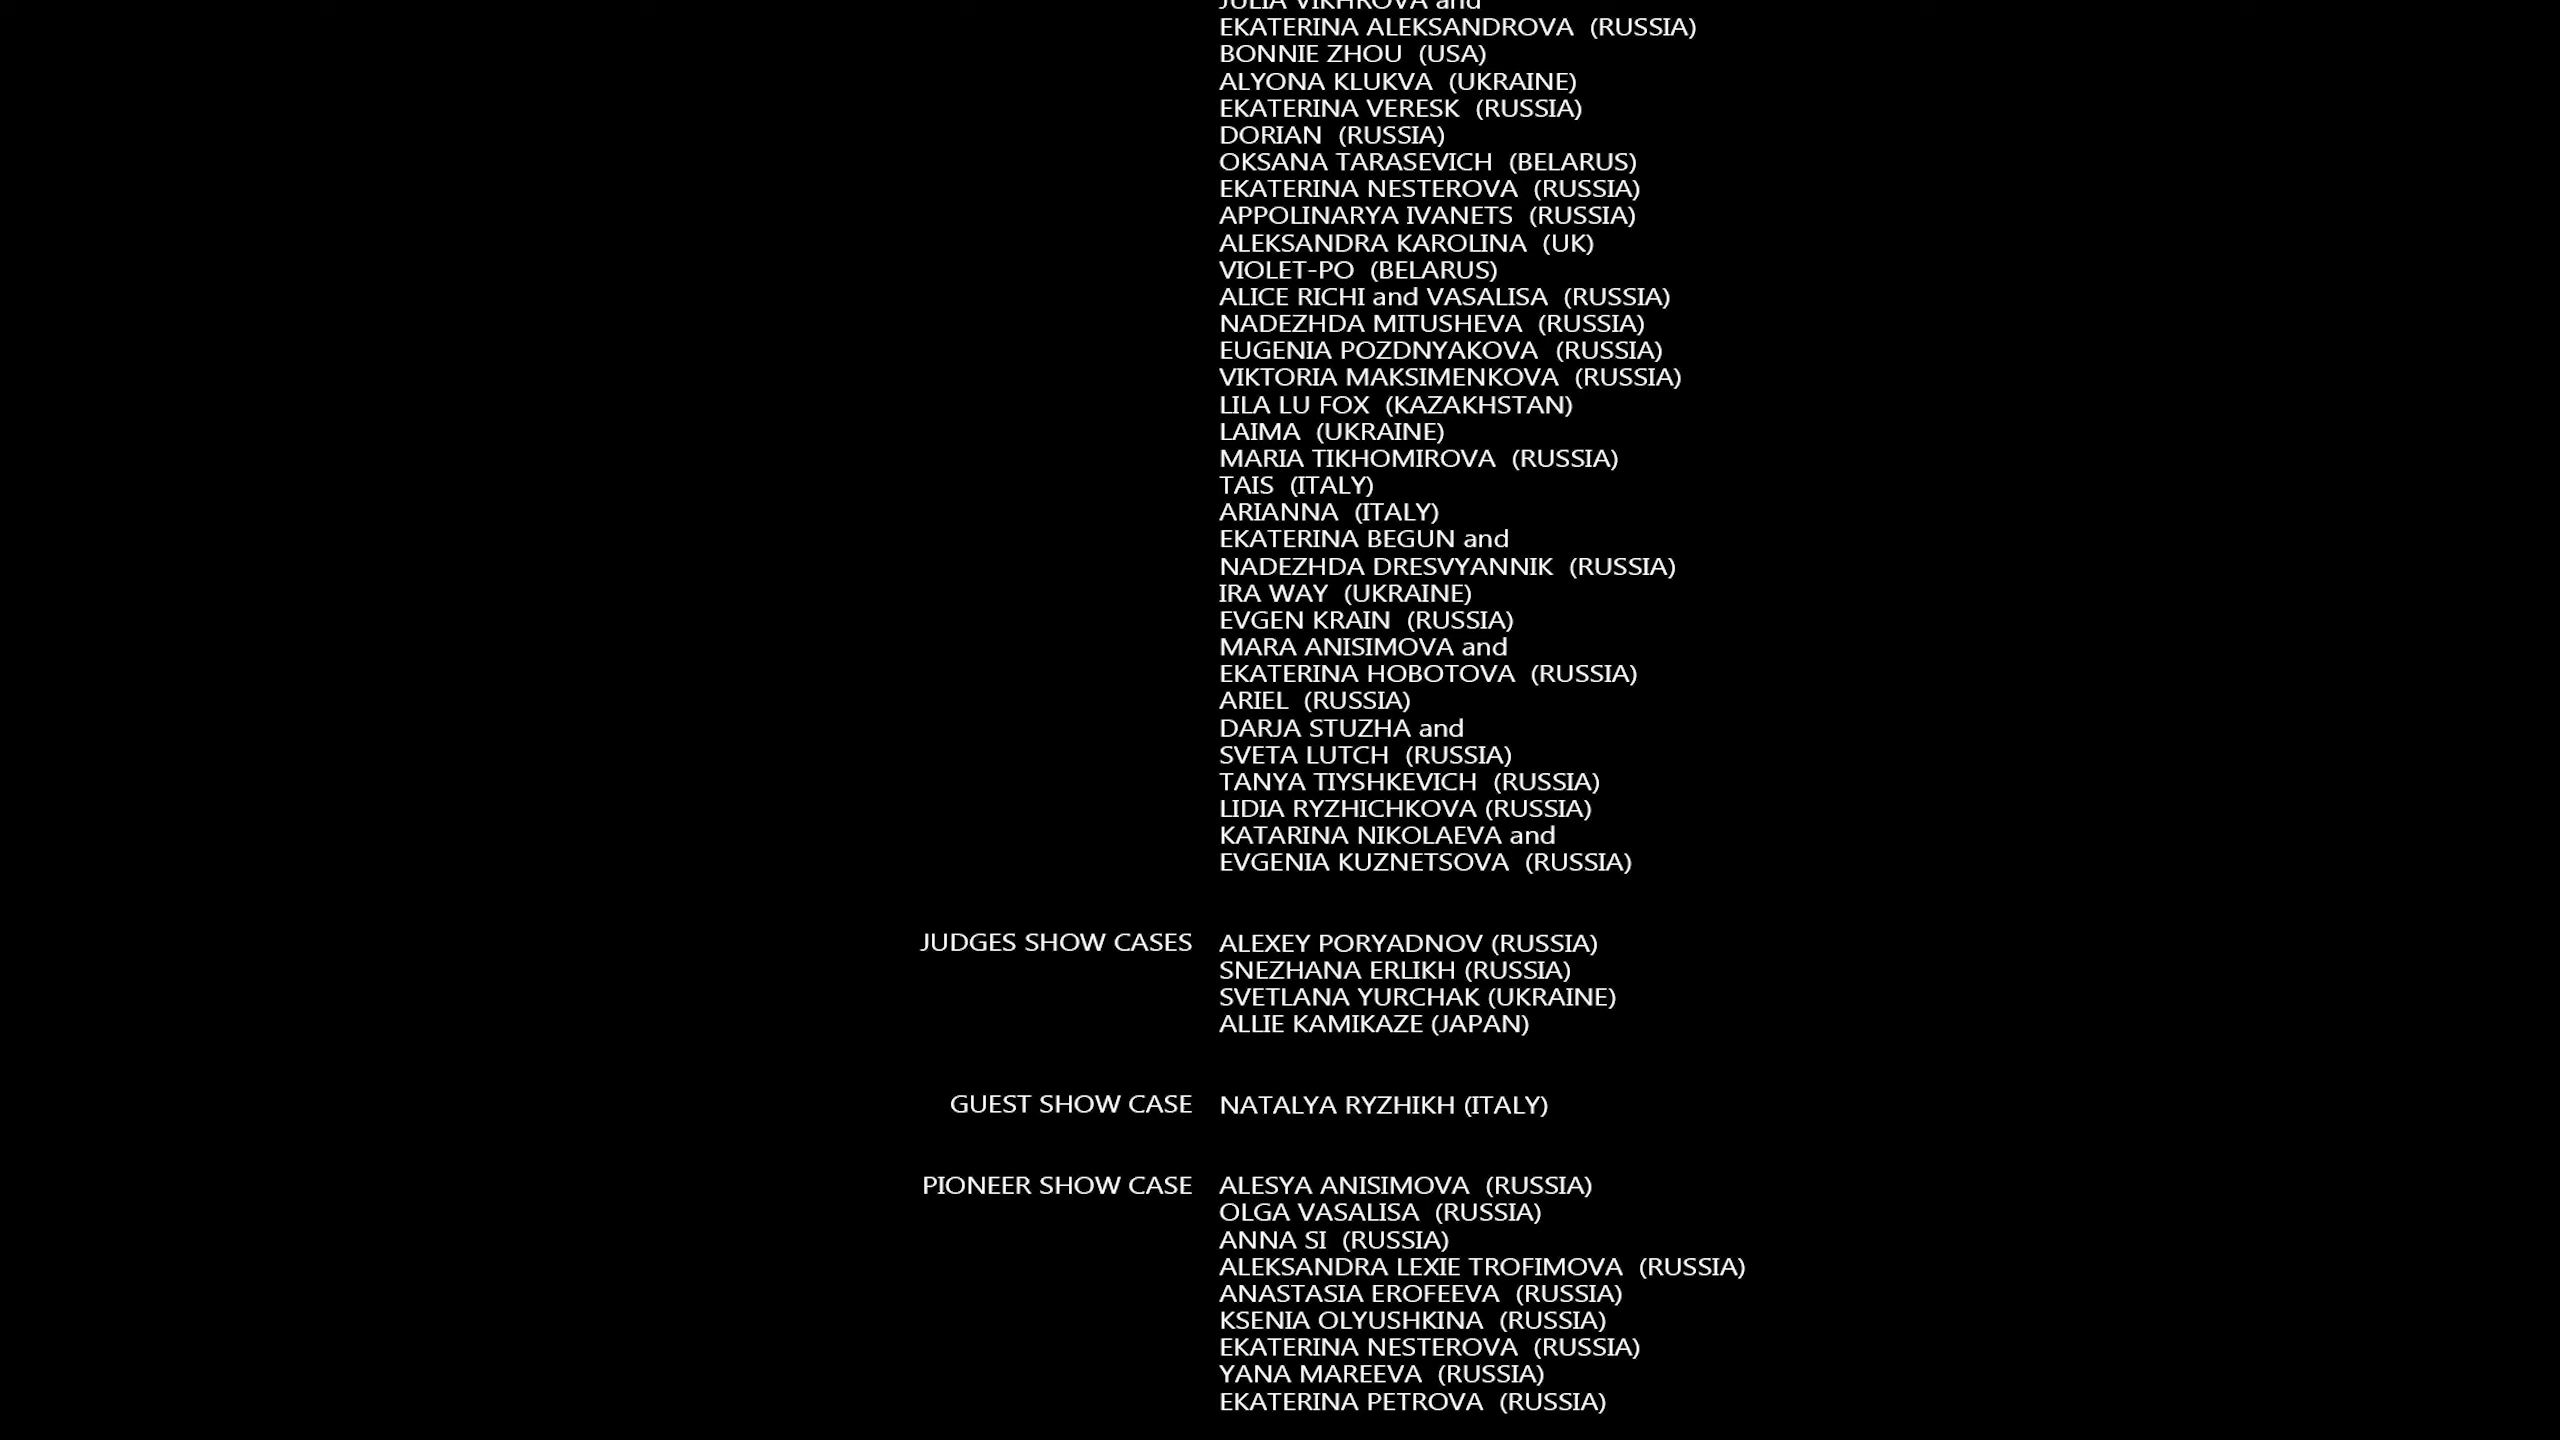 JULIA VIKHROVA and
EKATERINA ALEKSANDROVA (RUSSIA)
BONNIE ZHOU (USA)
ALYONA KLUKVA (UKRAINE)
EKATERINA VERESK (RUSSIA)
DORIAN (RUSSIA)
OKSANA TARASEVICH (BELARUS)
EKATERINA NESTEROVA (RUSSIA)
APPOLINARYA IVANETS (RUSSIA)
ALEKSANDRA KAROLINA (UK)
VIOLET-PO (BELARUS)
ALICE RICHI and VASALISA (RUSSIA)
NADEZHDA MITUSHEVA (RUSSIA)
EUGENIA POZDNYAKOVA (RUSSIA)
VIKTORIA MAKSIMENKOVA (RUSSIA)
LILA LU FOX (KAZAKHSTAN)
LAIMA (UKRAINE)
MARIA TIKHOMIROVA (RUSSIA)
TAIS (ITALY)
ARIANNA (ITALY)
EKATERINA BEGUN and
NADEZHDA DRESVYANNIK (RUSSIA)
IRA WAY (UKRAINE)
EVGEN KRAIN (RUSSIA)
MARA ANISIMOVA and
EKATERINA HOBOTOVA (RUSSIA)
ARIEL (RUSSIA)
DARJA STUZHA and
SVETA LUTCH (RUSSIA)
TANYA TIYSHKEVICH (RUSSIA)
LIDIA RYZHICHKOVA (RUSSIA)
KATARINA NIKOLAEVA and
EVGENIA KUZNETSOVA (RUSSIA)
JUDGES SHOW CASES ALEXEY PORYADNOV (RUSSIA)
SNEZHANA ERLIKH (RUSSIA)
SVETLANA YURCHAK (UKRAINE)
ALLIE KAMIKAZE (JAPAN)
GUEST SHOW CASE NATALYA RYZHIKH (ITALY)
PIONEER SHOW CASE ALESYA ANISIMOVA (RUSSIA)
OLGA VASALISA (RUSSIA)
ANNA SI (RUSSIA)
ALEKSANDRA LEXIE TROFIMOVA (RUSSIA)
ANASTASIA EROFEEVA (RUSSIA)
KSENIA OLYUSHKINA (RUSSIA)
EKATERINA NESTEROVA (RUSSIA)
YANA MAREEVA (RUSSIA)
EKATERINA PETROVA (RUSSIA)